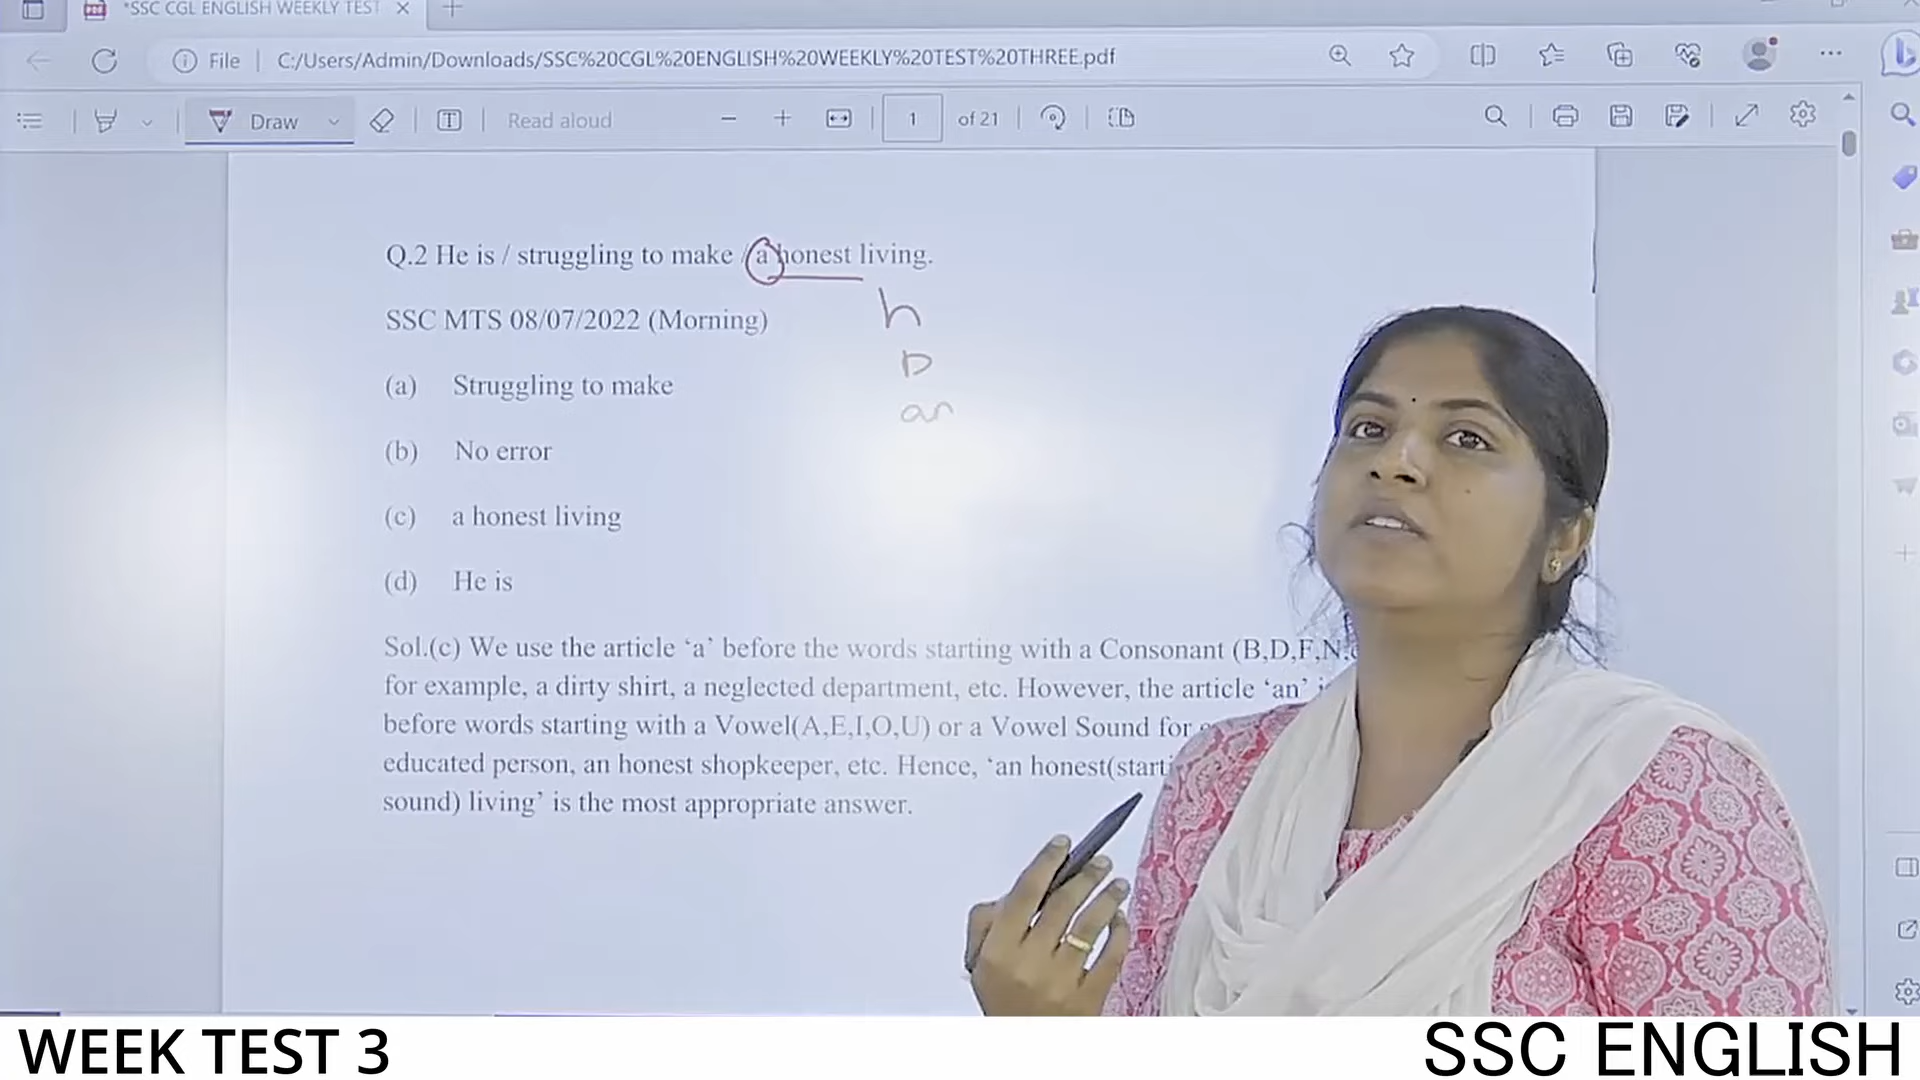 *SSC CGL ENGLISH WEEKLY TEST
File C:/Users/Admin/Downloads/SSC%20CGL%20ENGLISH%20WEEKLY%20TEST%20THREE.pdf
Draw Read aloud 1 of 21
Q.2 He is / struggling to make / a honest living.
SSC MTS 08/07/2022 (Morning)
h
D
(a) Struggling to make
an
(b) No error
(c) a honest living
(d) He is
Sol.(c) We use the article ‘a’ before the words starting with a Consonant (B,D,F,N.
for example, a dirty shirt, a neglected department, etc. However, the article ‘an’
before words starting with a Vowel(A,E,I,O,U) or a Vowel Sound for
educated person, an honest shopkeeper, etc. Hence, ‘an honest(start
sound) living’ is the most appropriate answer.
WEEK TEST 3
SSC ENGLISH